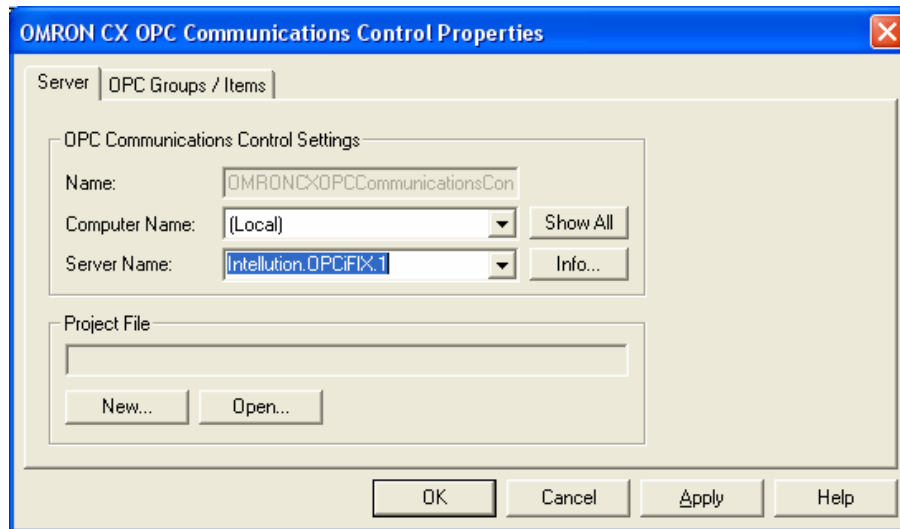 OMRON CX OPC Communications Control Properties
Server OPC Groups / Items
OPC Communications Control Settings
Name: OMRONCXOPCCommunicationsCon
Computer Name: (Local) Show All
Server Name: Intellution.OPCiFIX.1 Info...
Project File
New... Open...
OK Cancel Apply Help